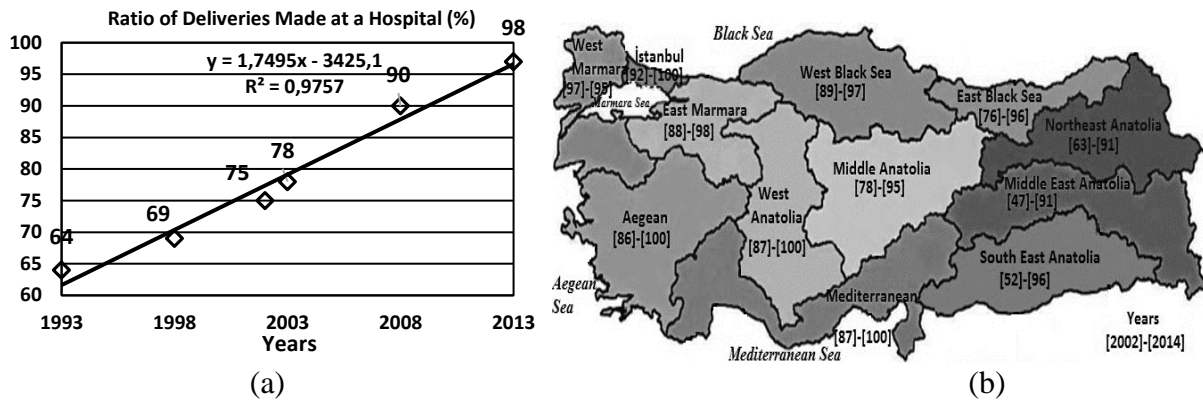 Ratio of Deliveries Made at a Hospital (%)
100
95
90
85
80
75
70
65
60
y = 1,7495x - 3425,1
R² = 0,9757
64
69
75
78
90
98
1993
1998
2003
2008
2013
Years
(a)
Black Sea
West
Marmara
[97]-[99]
İstanbul
[92]-[100]
Marmara Sea
East Marmara
[88]-[98]
West Black Sea
[89]-[97]
East Black Sea
[76]-[96]
Northeast Anatolia
[63]-[91]
Middle Anatolia
[78]-[95]
Middle East Anatolia
[47]-[91]
Aegean
[86]-[100]
West
Anatolia
[87]-[100]
South East Anatolia
[52]-[96]
Aegean
Sea
Mediterranean
[87]-[100]
Mediterranean Sea
Years
[2002]-[2014]
(b)